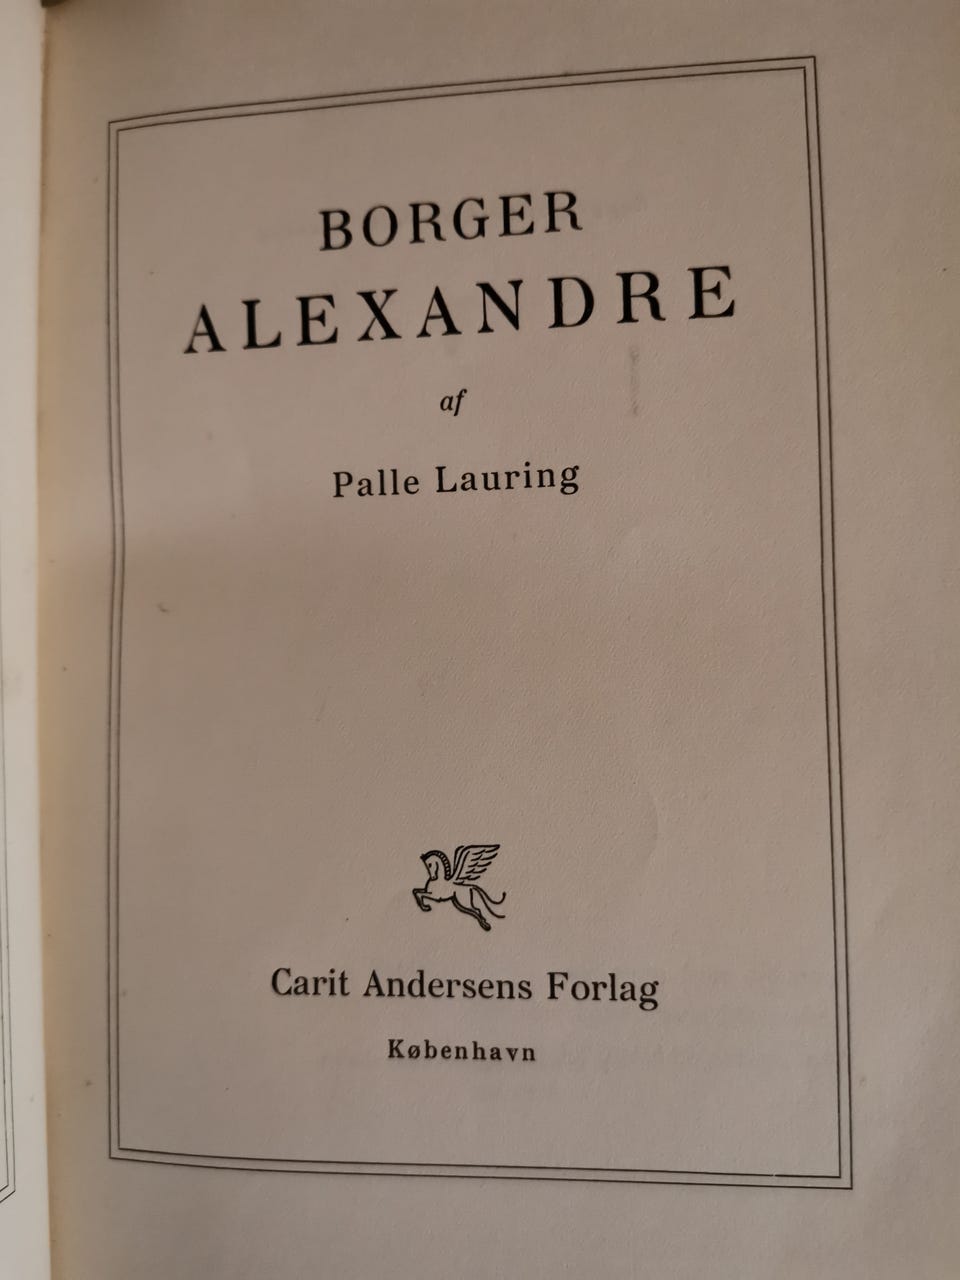 BORGER
ALEXANDRE
af
Palle Lauring
Carit Andersens Forlag
København